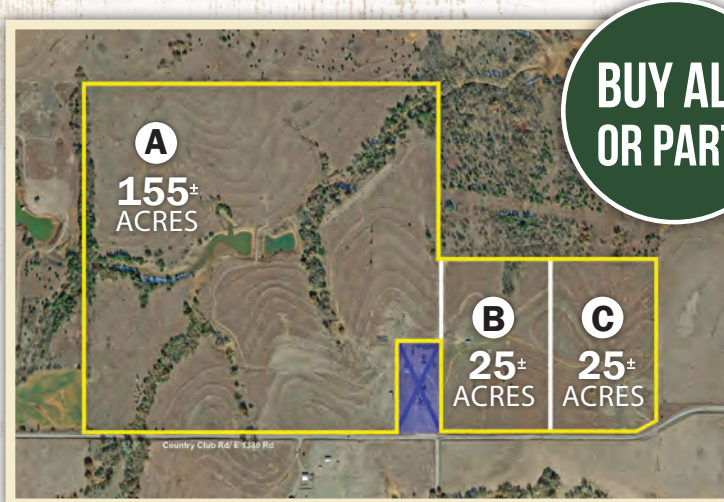 BUY AL
OR PART
A
155±
ACRES
B
25±
ACRES
C
25±
ACRES
Country Club Rd/ E 1380 Rd